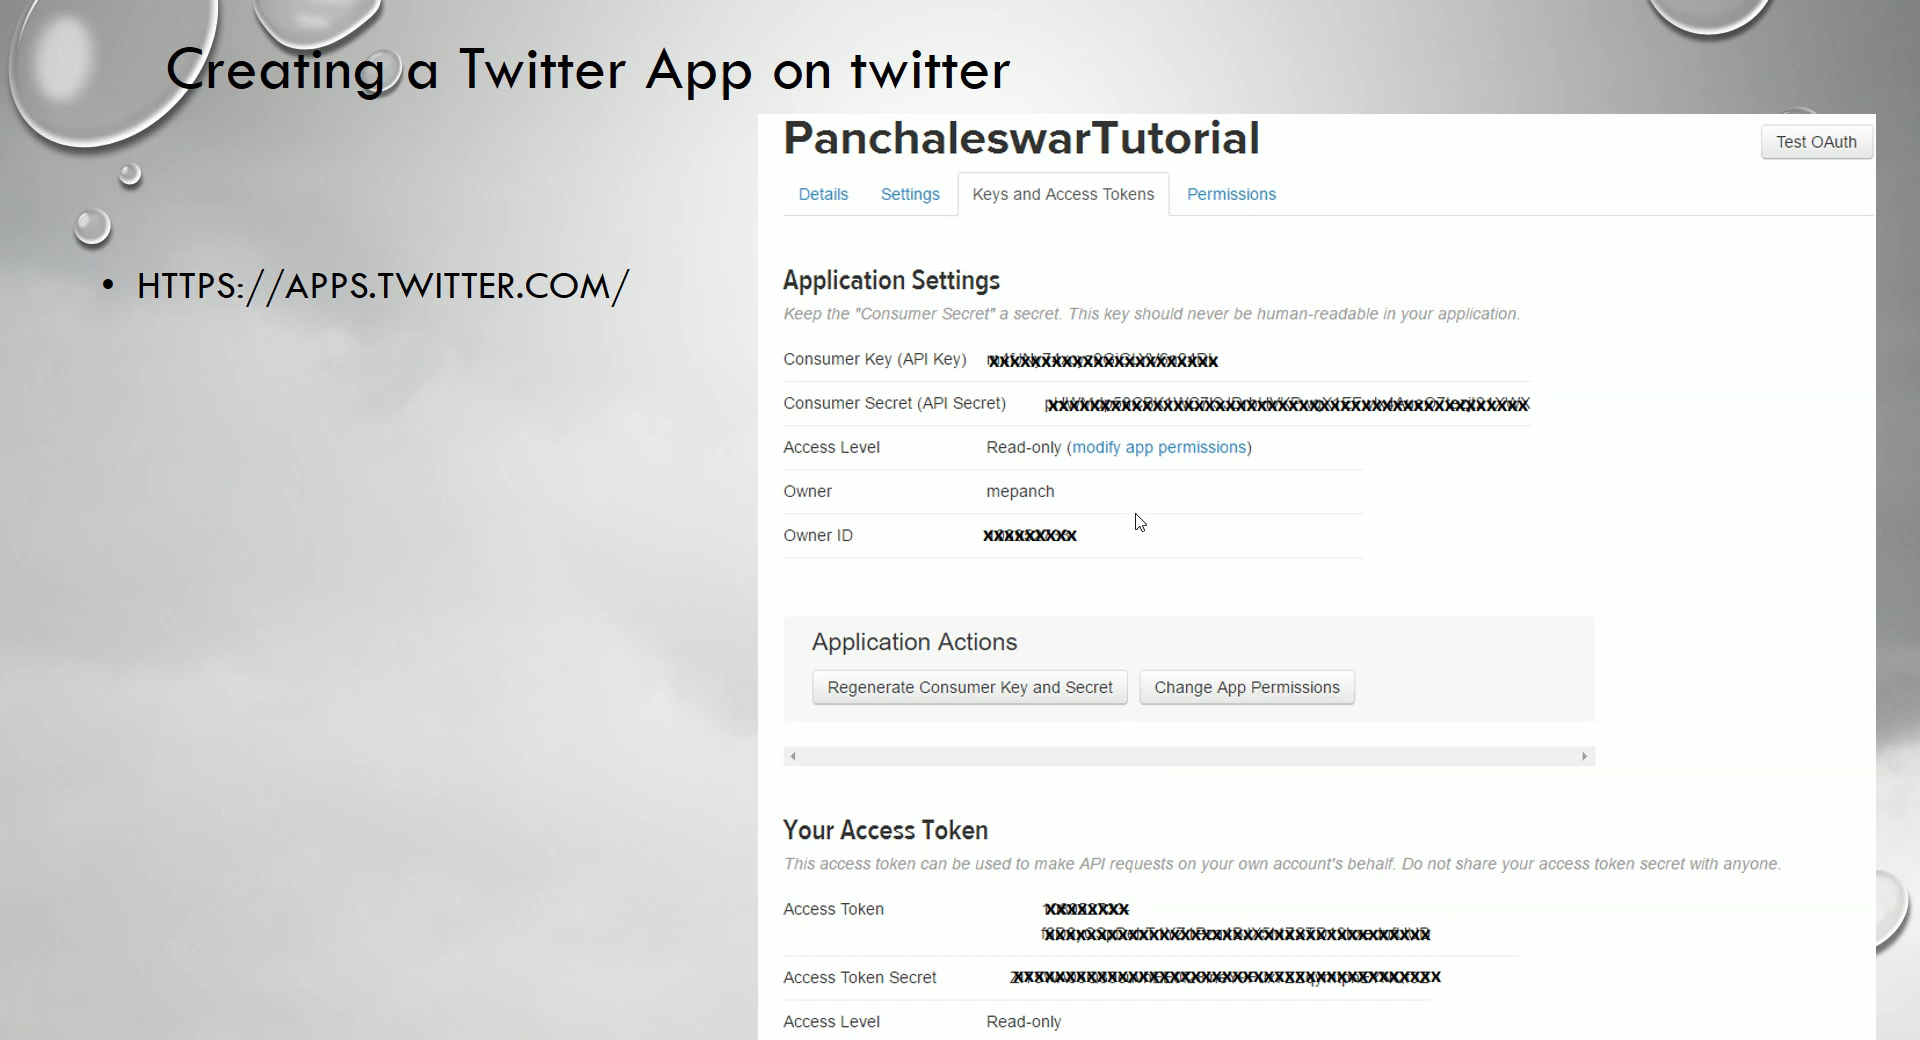 Creating a Twitter App on twitter
PanchaleswarTutorial
Test OAuth
Details Settings Keys and Access Tokens Permissions
• HTTPS://APPS.TWITTER.COM/
Application Settings
Keep the "Consumer Secret" a secret. This key should never be human-readable in your application.
Consumer Key (API Key)
Consumer Secret (API Secret)
Access Level Read-only (modify app permissions)
Owner mepanch
Owner ID
Application Actions
Regenerate Consumer Key and Secret Change App Permissions
Your Access Token
This access token can be used to make API requests on your own account's behalf. Do not share your access token secret with anyone.
Access Token
Access Token Secret
Access Level Read-only